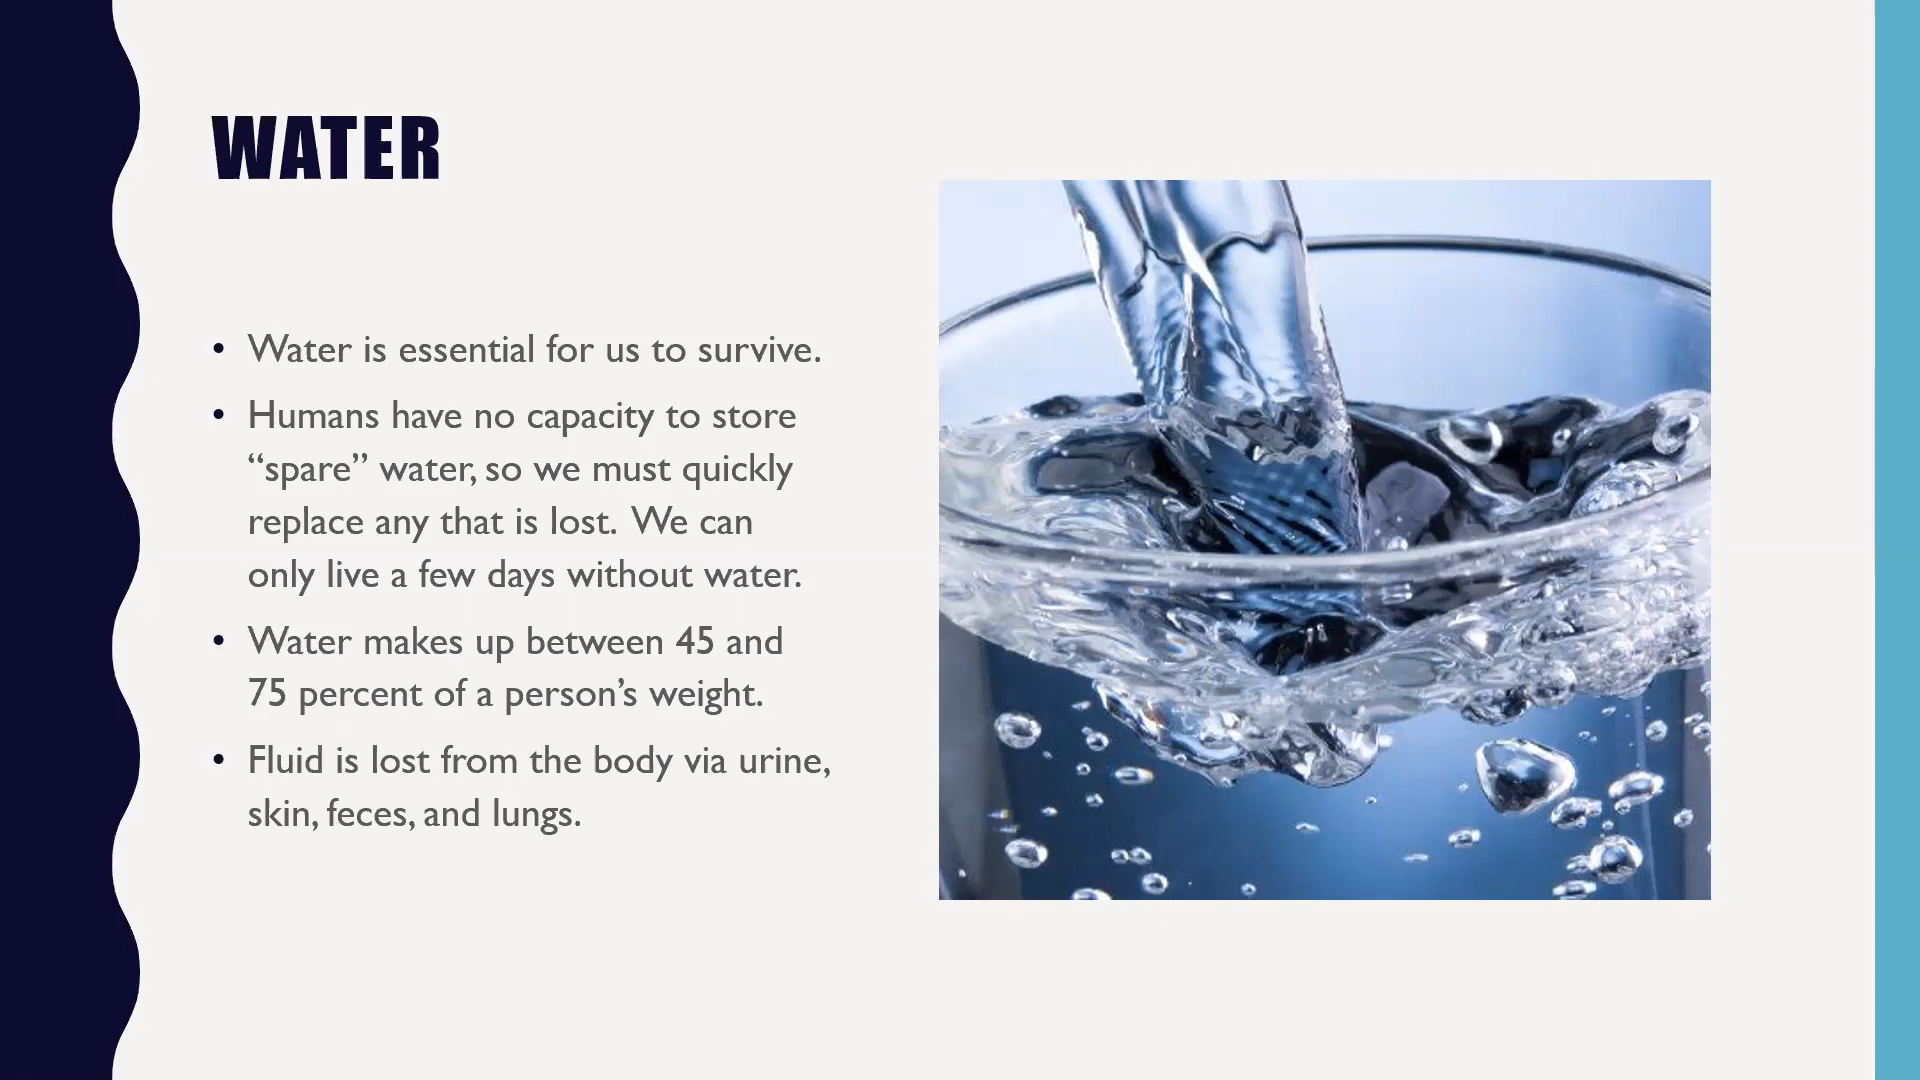 WATER
• Water is essential for us to survive.
• Humans have no capacity to store
“spare” water, so we must quickly
replace any that is lost.  We can
only live a few days without water.
• Water makes up between 45 and
75 percent of a person’s weight.
• Fluid is lost from the body via urine,
skin, feces, and lungs.